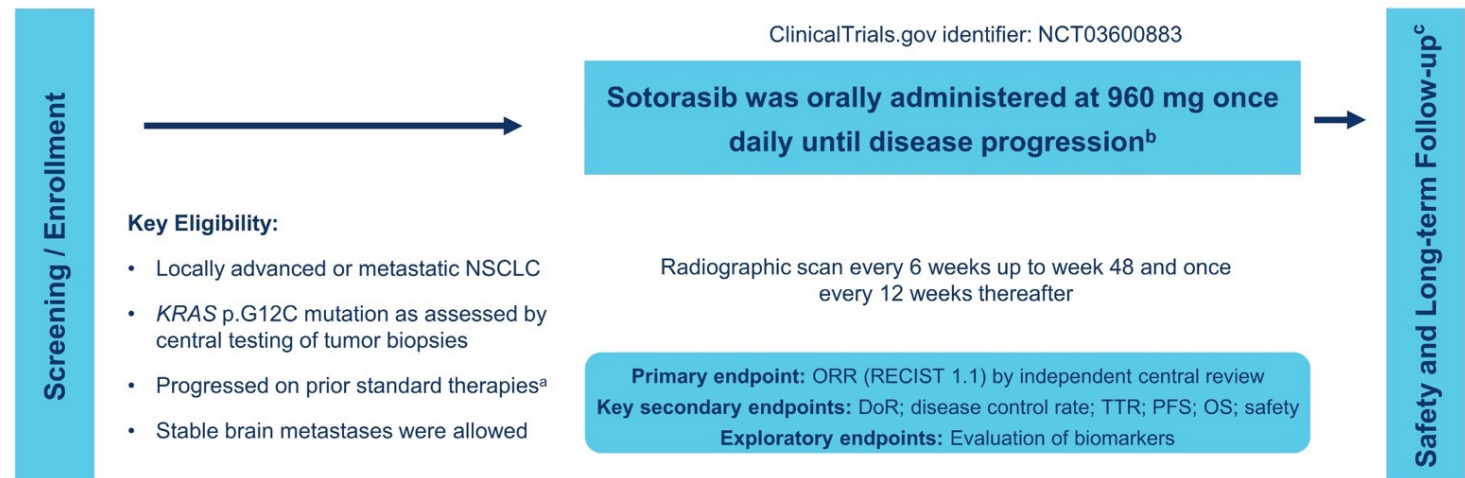 Screening / Enrollment
ClinicalTrials.gov identifier: NCT03600883
Sotorasib was orally administered at 960 mg once
daily until disease progressionᵇ
Key Eligibility:
• Locally advanced or metastatic NSCLC
• KRAS p.G12C mutation as assessed by
central testing of tumor biopsies
• Progressed on prior standard therapiesᵃ
• Stable brain metastases were allowed
Radiographic scan every 6 weeks up to week 48 and once
every 12 weeks thereafter
Primary endpoint: ORR (RECIST 1.1) by independent central review
Key secondary endpoints: DoR; disease control rate; TTR; PFS; OS; safety
Exploratory endpoints: Evaluation of biomarkers
Safety and Long-term Follow-upᶜ